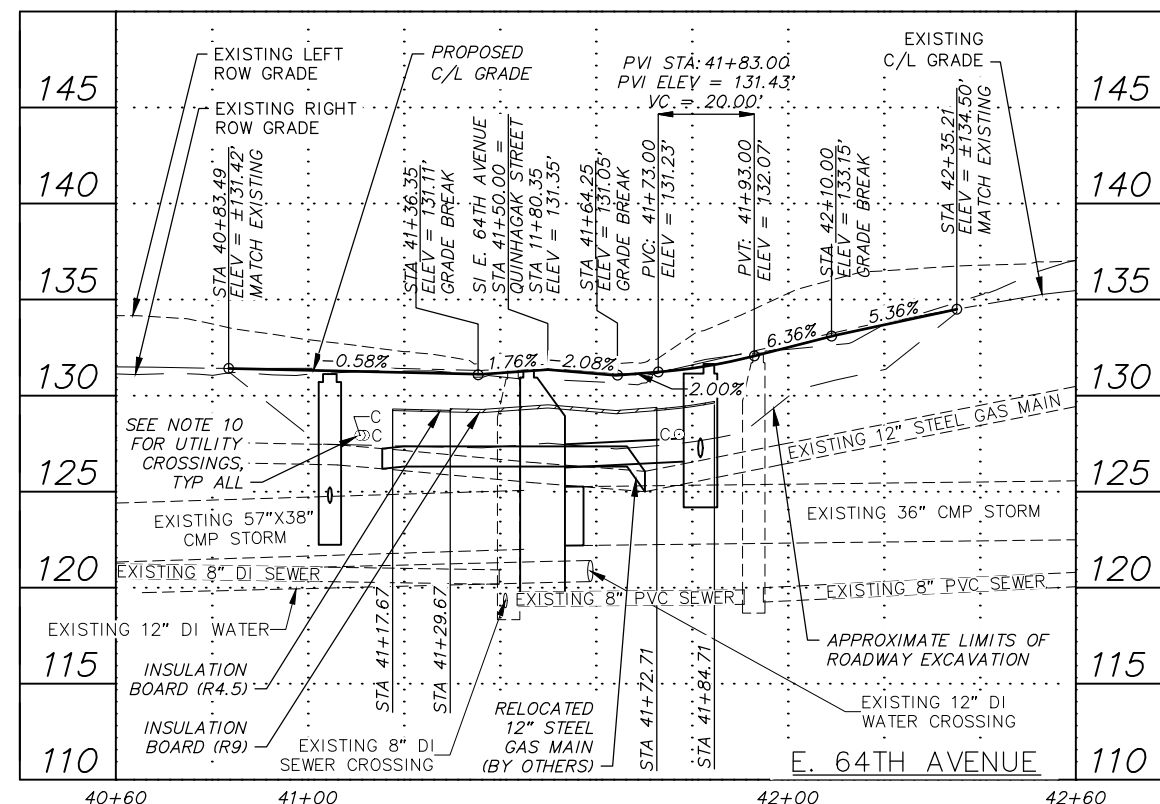 EXISTING LEFT
ROW GRADE
PROPOSED
C/L GRADE
EXISTING RIGHT
ROW GRADE
PVI STA: 41+83.00
PVI ELEV = 131.43'
VC = 20.00'
EXISTING
C/L GRADE
145
145
140
140
135
135
130
130
125
125
120
120
115
115
110
110
STA 40+83.49
ELEV = ±131.42'
MATCH EXISTING
STA 41+36.35
ELEV = 131.11'
GRADE BREAK
SI E. 64TH AVENUE
STA 41+50.00 =
QUINHAGAK STREET
STA 11+80.35
ELEV = 131.35'
STA 41+64.25
ELEV = 131.05'
GRADE BREAK
PVC: 41+73.00
ELEV = 131.23'
PVT: 41+93.00
ELEV = 132.07'
STA 42+10.00
ELEV = 133.15'
GRADE BREAK
STA 42+35.21
ELEV = ±134.50'
MATCH EXISTING
-0.58%
1.76%
-2.08%
2.00%
6.36%
5.36%
SEE NOTE 10
FOR UTILITY
CROSSINGS,
TYP ALL
C
C
C
EXISTING 12" STEEL GAS MAIN
EXISTING 57"X38"
CMP STORM
EXISTING 36" CMP STORM
EXISTING 8" DI SEWER
EXISTING 8" PVC SEWER
EXISTING 8" PVC SEWER
EXISTING 12" DI WATER
INSULATION
BOARD (R4.5)
INSULATION
BOARD (R9)
STA 41+17.67
STA 41+29.67
EXISTING 8" DI
SEWER CROSSING
RELOCATED
12" STEEL
GAS MAIN
(BY OTHERS)
STA 41+72.71
STA 41+84.71
APPROXIMATE LIMITS OF
ROADWAY EXCAVATION
EXISTING 12" DI
WATER CROSSING
E. 64TH AVENUE
40+60
41+00
42+00
42+60